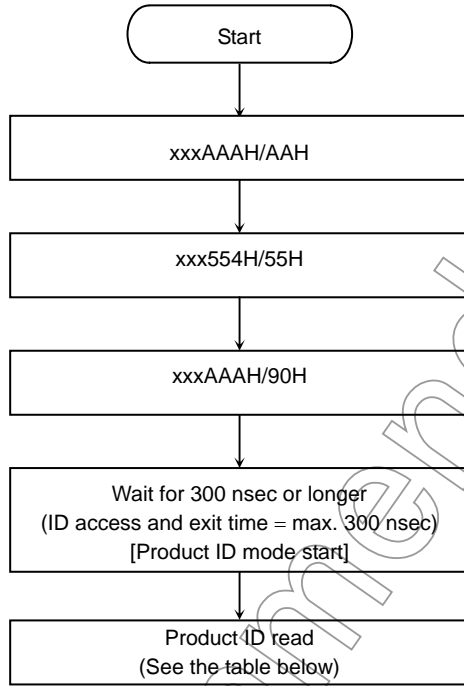 Start
xxxAAAH/AAH
xxx554H/55H
xxxAAAH/90H
Wait for 300 nsec or longer
(ID access and exit time = max. 300 nsec)
[Product ID mode start]
Product ID read
(See the table below)